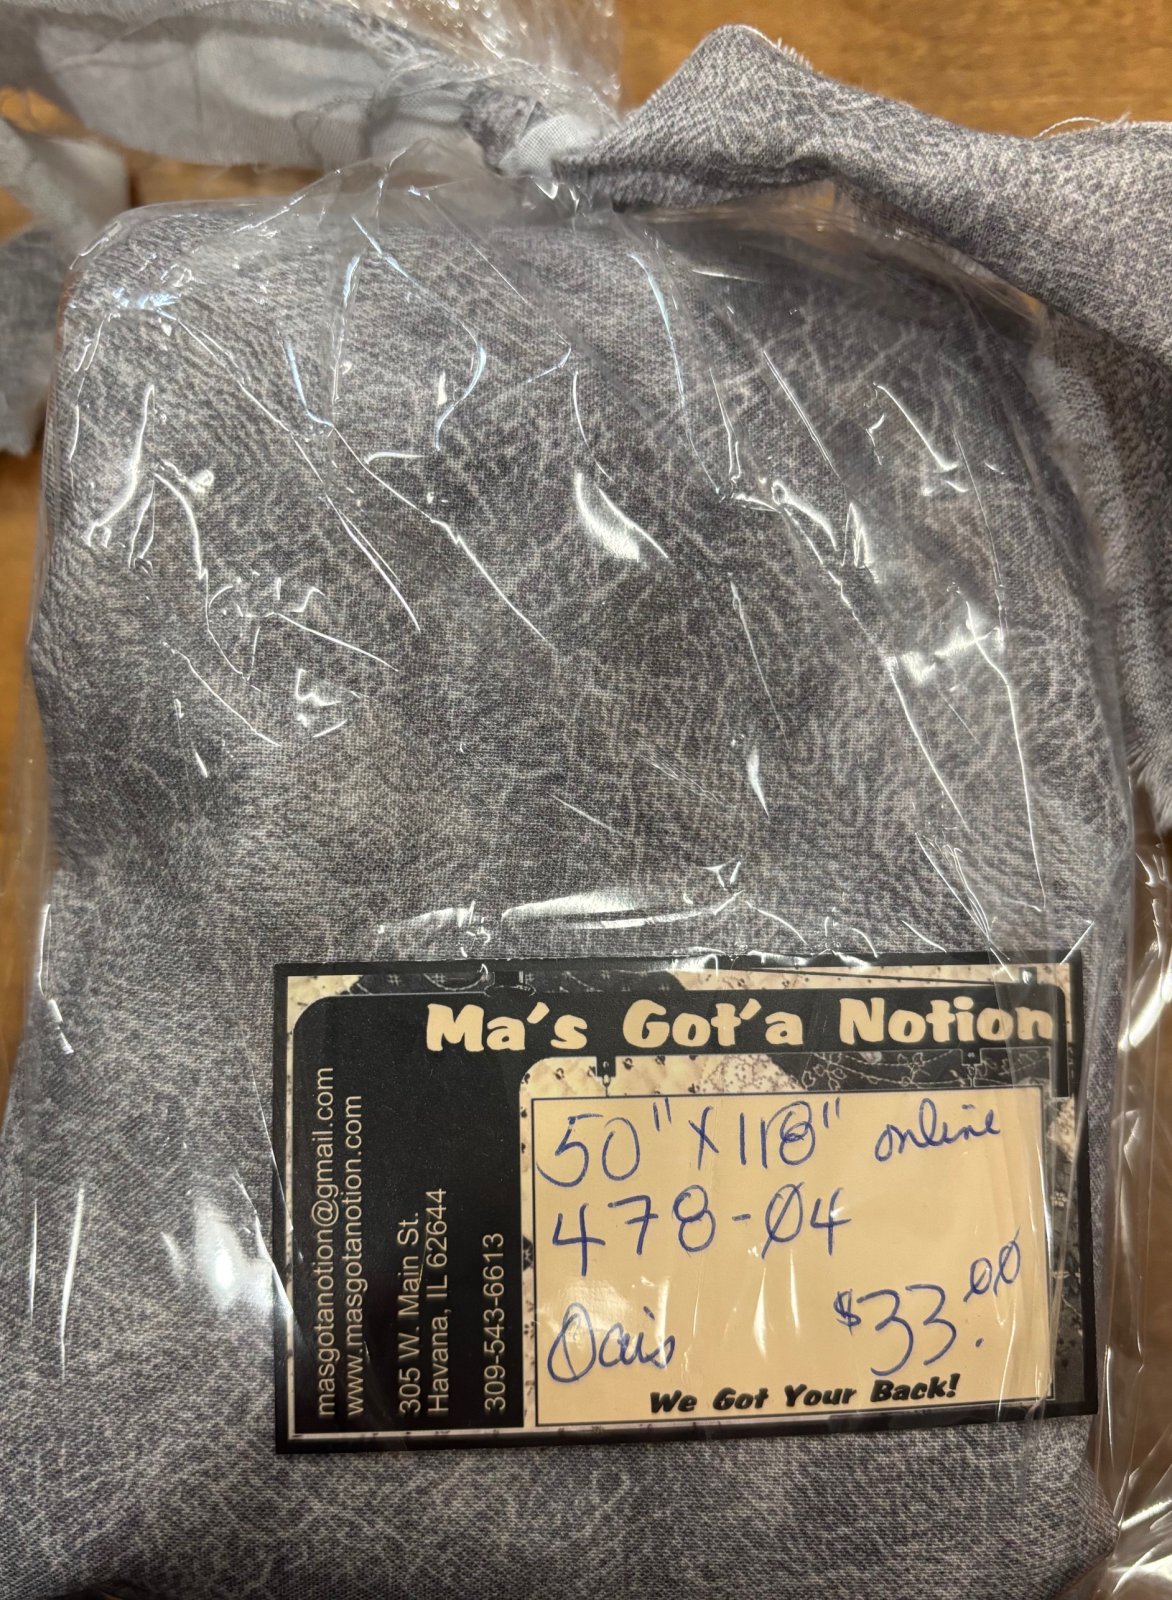 Ma's Got'a Notion
masgotanotion@gmail.com
www.masgotanotion.com
305 W. Main St.
Havana, IL 62644
309-543-6613
50" x 118" online
478-04
Oais
$33.00
We Got Your Back!